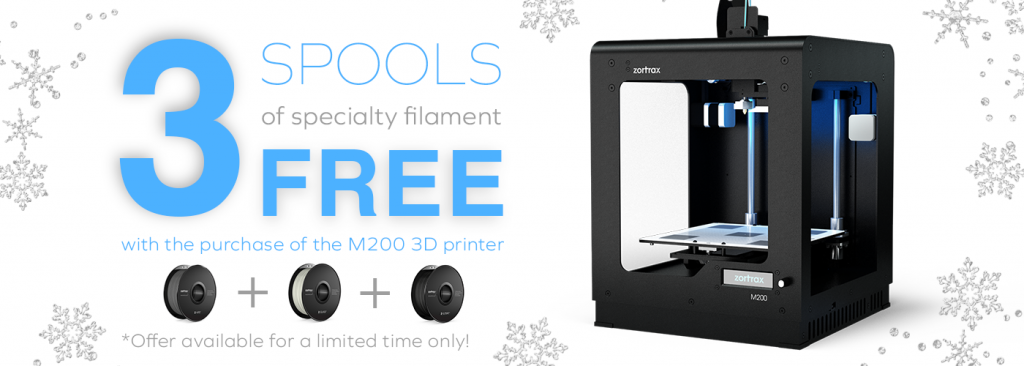 3 SPOOLS
of specialty filament
FREE
with the purchase of the M200 3D printer
+ +
*Offer available for a limited time only!
zortrax
zortrax
M200